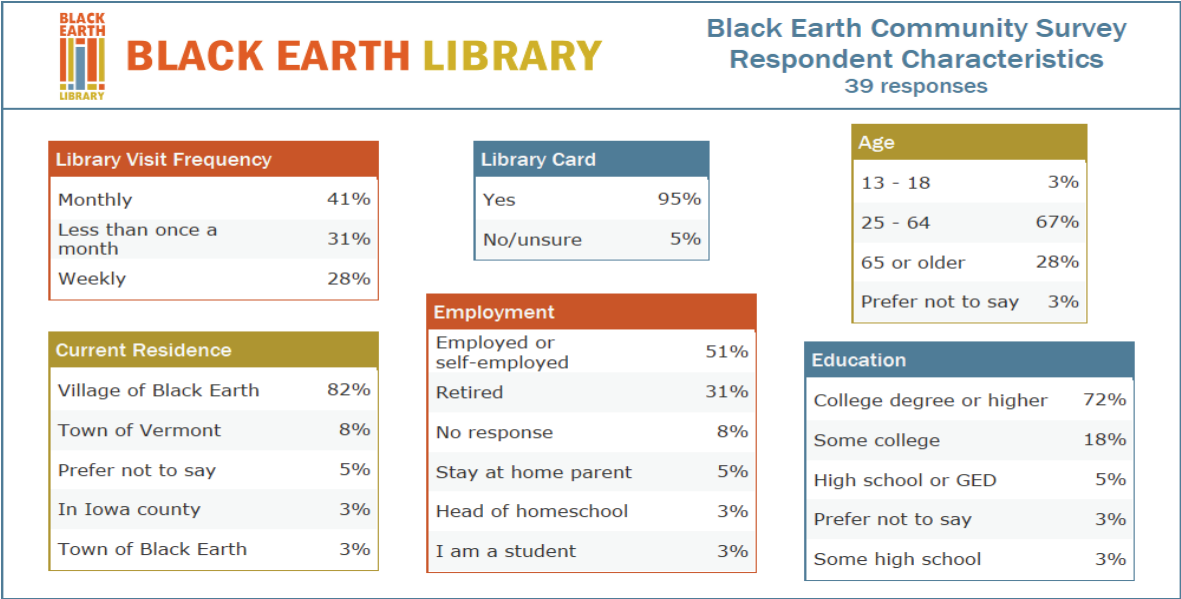 BLACK
EARTH
LIBRARY
BLACK EARTH LIBRARY
Black Earth Community Survey
Respondent Characteristics
39 responses
Library Visit Frequency
Monthly 41%
Less than once a
month 31%
Weekly 28%
Library Card
Yes 95%
No/unsure 5%
Age
13 - 18 3%
25 - 64 67%
65 or older 28%
Prefer not to say 3%
Current Residence
Village of Black Earth 82%
Town of Vermont 8%
Prefer not to say 5%
In Iowa county 3%
Town of Black Earth 3%
Employment
Employed or
self-employed 51%
Retired 31%
No response 8%
Stay at home parent 5%
Head of homeschool 3%
I am a student 3%
Education
College degree or higher 72%
Some college 18%
High school or GED 5%
Prefer not to say 3%
Some high school 3%